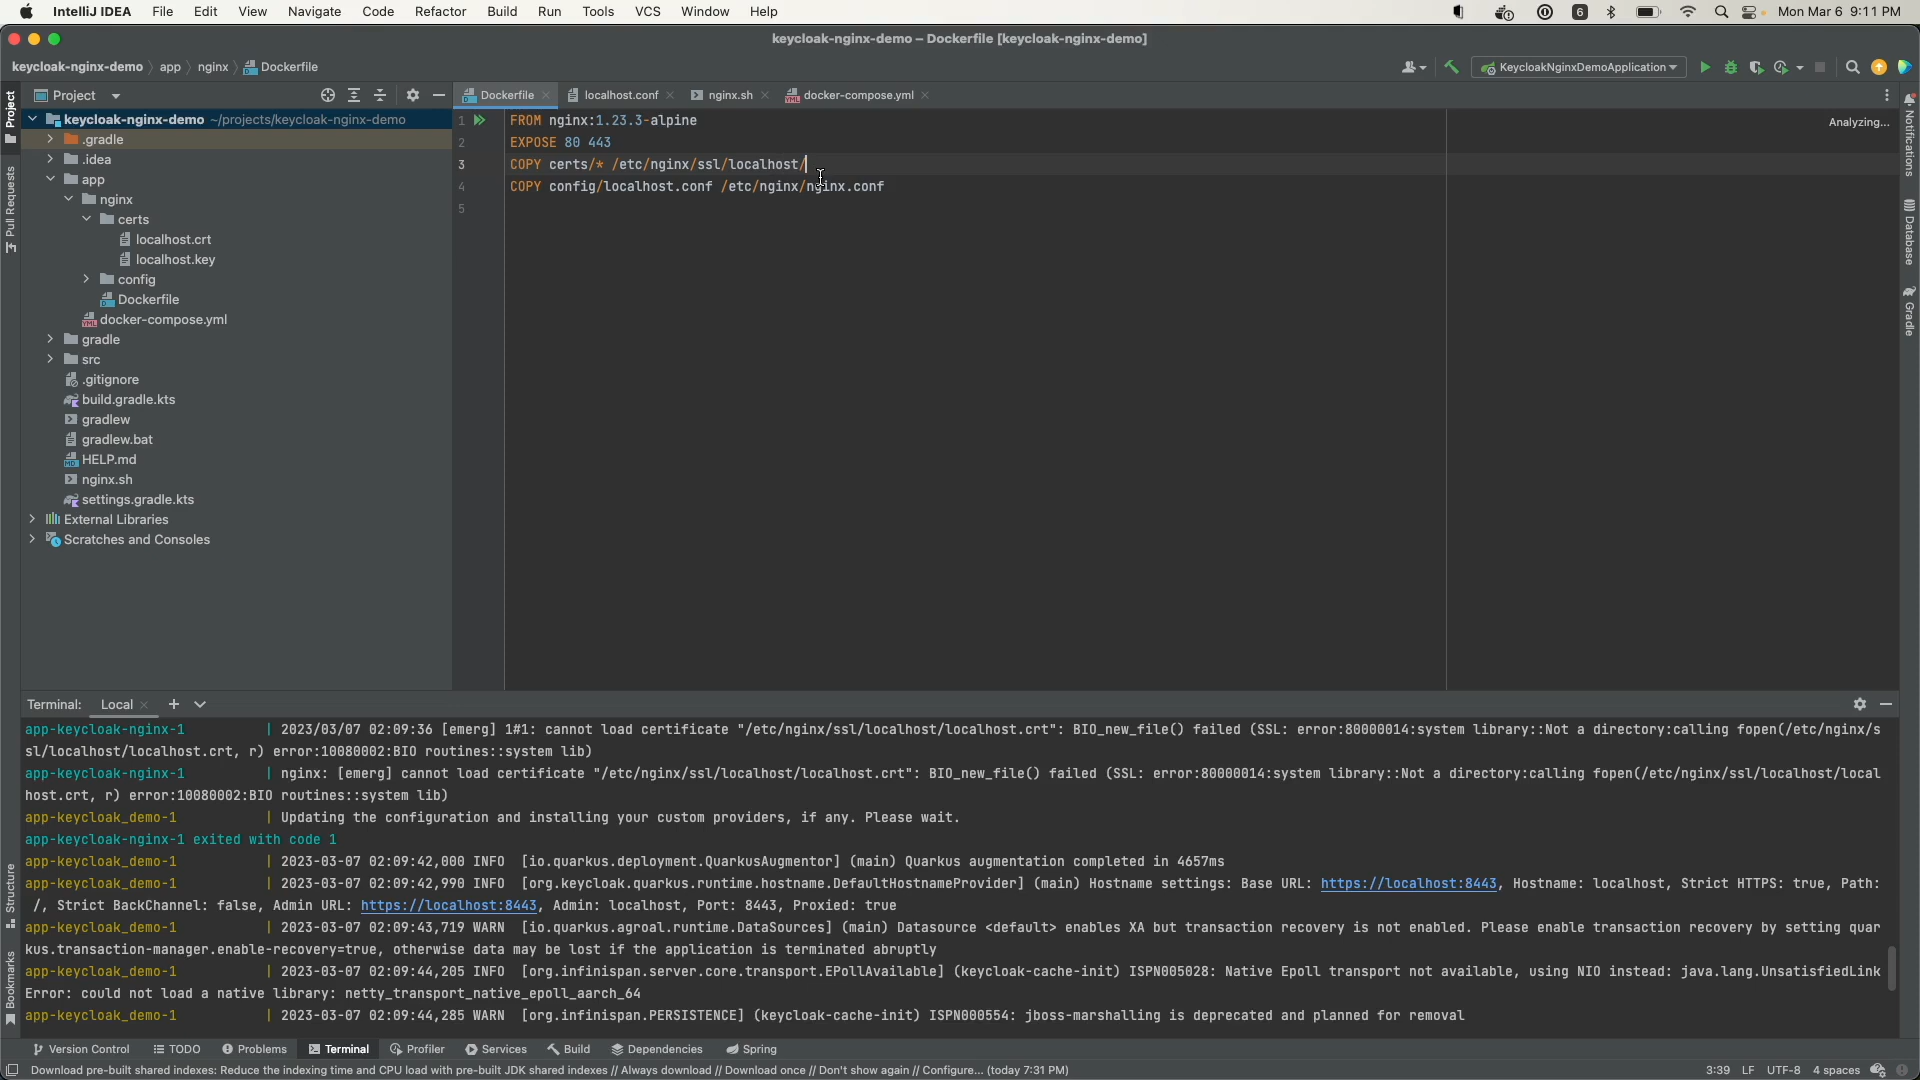 IntelliJ IDEA File Edit View Navigate Code Refactor Build Run Tools VCS Window Help 6 Mon Mar 6 9:11 PM
keycloak-nginx-demo – Dockerfile [keycloak-nginx-demo]
keycloak-nginx-demo app nginx Dockerfile KeycloakNginxDemoApplication
Project Dockerfile localhost.conf nginx.sh docker-compose.yml
Project
Pull Requests
keycloak-nginx-demo ~/projects/keycloak-nginx-demo
.gradle
.idea
app
nginx
certs
localhost.crt
localhost.key
config
Dockerfile
docker-compose.yml
gradle
src
.gitignore
build.gradle.kts
gradlew
gradlew.bat
HELP.md
nginx.sh
settings.gradle.kts
External Libraries
Scratches and Consoles
1 FROM nginx:1.23.3-alpine
2 EXPOSE 80 443
3 COPY certs/* /etc/nginx/ssl/localhost/
4 COPY config/localhost.conf /etc/nginx/nginx.conf
5
Analyzing...
Notifications
Database
Gradle
Terminal: Local
app-keycloak-nginx-1 | 2023/03/07 02:09:36 [emerg] 1#1: cannot load certificate "/etc/nginx/ssl/localhost/localhost.crt": BIO_new_file() failed (SSL: error:80000014:system library::Not a directory:calling fopen(/etc/nginx/s
sl/localhost/localhost.crt, r) error:10080002:BIO routines::system lib)
app-keycloak-nginx-1 | nginx: [emerg] cannot load certificate "/etc/nginx/ssl/localhost/localhost.crt": BIO_new_file() failed (SSL: error:80000014:system library::Not a directory:calling fopen(/etc/nginx/ssl/localhost/local
host.crt, r) error:10080002:BIO routines::system lib)
app-keycloak_demo-1 | Updating the configuration and installing your custom providers, if any. Please wait.
app-keycloak-nginx-1 exited with code 1
app-keycloak_demo-1 | 2023-03-07 02:09:42,000 INFO [io.quarkus.deployment.QuarkusAugmentor] (main) Quarkus augmentation completed in 4657ms
app-keycloak_demo-1 | 2023-03-07 02:09:42,990 INFO [org.keycloak.quarkus.runtime.hostname.DefaultHostnameProvider] (main) Hostname settings: Base URL: https://localhost:8443, Hostname: localhost, Strict HTTPS: true, Path:
/, Strict BackChannel: false, Admin URL: https://localhost:8443, Admin: localhost, Port: 8443, Proxied: true
app-keycloak_demo-1 | 2023-03-07 02:09:43,719 WARN [io.quarkus.agroal.runtime.DataSources] (main) Datasource <default> enables XA but transaction recovery is not enabled. Please enable transaction recovery by setting quar
kus.transaction-manager.enable-recovery=true, otherwise data may be lost if the application is terminated abruptly
app-keycloak_demo-1 | 2023-03-07 02:09:44,205 INFO [org.infinispan.server.core.transport.EPollAvailable] (keycloak-cache-init) ISPN005028: Native Epoll transport not available, using NIO instead: java.lang.UnsatisfiedLink
Error: could not load a native library: netty_transport_native_epoll_aarch_64
app-keycloak_demo-1 | 2023-03-07 02:09:44,285 WARN [org.infinispan.PERSISTENCE] (keycloak-cache-init) ISPN000554: jboss-marshalling is deprecated and planned for removal
Structure
Bookmarks
Version Control TODO Problems Terminal Profiler Services Build Dependencies Spring
Download pre-built shared indexes: Reduce the indexing time and CPU load with pre-built JDK shared indexes // Always download // Download once // Don't show again // Configure... (today 7:31 PM) 3:39 LF UTF-8 4 spaces